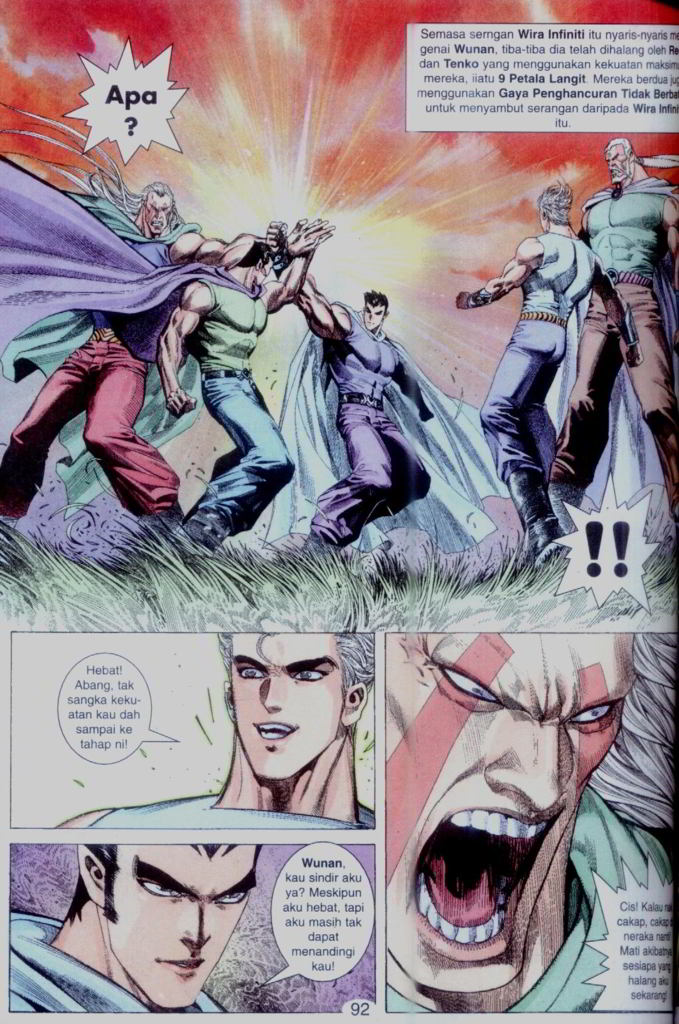 Semasa serngan Wira Infiniti itu nyaris-nyaris
genai Wunan, tiba-tiba dia telah dihalang oleh
dan Tenko yang menggunakan kekuatan
mereka, iiatu 9 Petala Langit. Mereka berdua
menggunakan Gaya Penghancuran Tidak
untuk menyambut serangan daripada Wira
itu.
Apa
?
!!
Hebat!
Abang, tak
sangka keku-
atan kau dah
sampai ke
tahap ni!
Wunan,
kau sindir aku
ya? Meskipun
aku hebat, tapi
aku masih tak
dapat
menandingi
kau!
Cis! Kalau
cakap,
neraka
Mati
sesiapa yang
halang aku
sekarang!
92